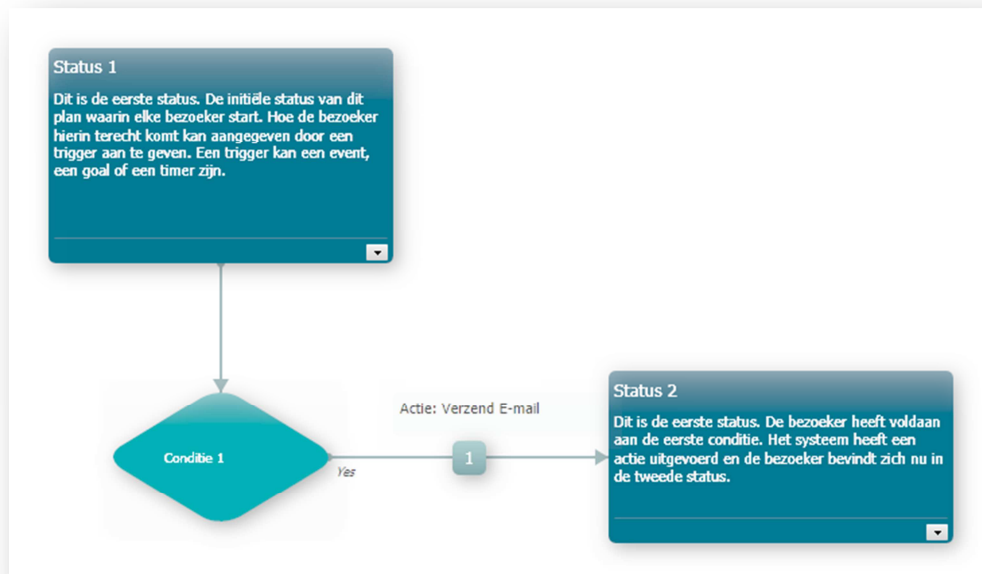 Status 1
Dit is de eerste status. De initiële status van dit
plan waarin elke bezoeker start. Hoe de bezoeker
hierin terecht komt kan aangegeven door een
trigger aan te geven. Een trigger kan een event,
een goal of een timer zijn.
Actie: Verzend E-mail
Conditie 1
Yes
1
Status 2
Dit is de eerste status. De bezoeker heeft voldaan
aan de eerste conditie. Het systeem heeft een
actie uitgevoerd en de bezoeker bevindt zich nu in
de tweede status.